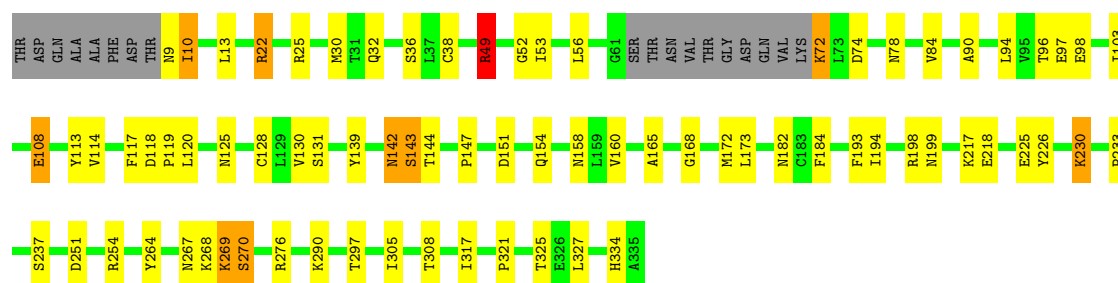 THR ASP GLN ALA ALA PHE ASP THR N9 I10 L13 R22 R25 M30 T31 Q32 S36 L37 C38 R49 G52 I53 L56 G61 SER THR ASN VAL THR GLY ASP GLN VAL LYS K72 L73 D74 N78 V84 A90 L94 V95 T96 E97 E98
E108 Y113 V114 F117 D118 P119 L120 N125 C128 L129 V130 S131 Y139 N142 S143 T144 P147 D151 Q154 N158 L159 V160 A165 G168 M172 L173 N182 C183 F184 F193 I194 R198 N199 K217 E218 E225 Y226 K230
S237 D251 R254 Y264 N267 K268 K269 S270 R276 K290 T297 I305 T308 I317 P321 T325 E326 L327 H334 A335